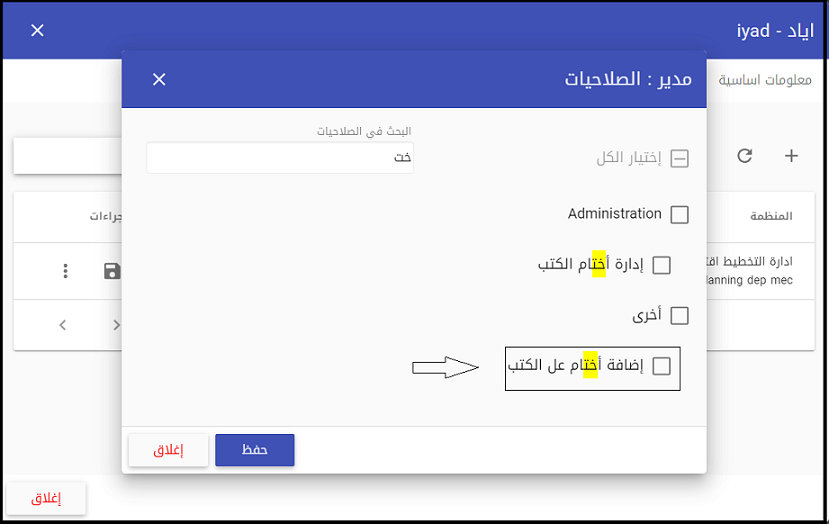 اياد - iyad
معلومات اساسية
مدير : الصلاحيات
البحث في الصلاحيات
خت
إختيار الكل
Administration
إدارة أختام الكتب
أخرى
إضافة أختام عل الكتب
حفظ
إغلاق
المنظمة
جراءات
ادارة التخطيط اقت
lanning dep mec
إغلاق